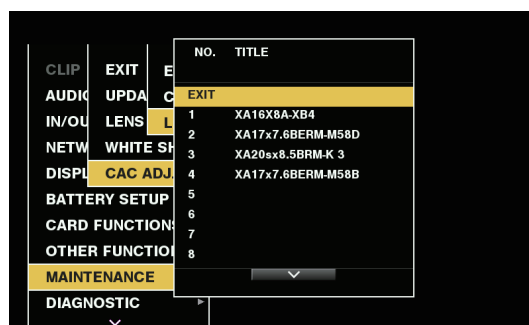 CLIP
AUDIO
IN/OU
NETW
DISPL
BATTERY SETUP
CARD FUNCTION
OTHER FUNCTIO
MAINTENANCE
DIAGNOSTIC
EXIT
UPDA
LENS
WHITE SH
CAC ADJ.
E
C
L
NO. TITLE
EXIT
1 XA16X8A-XB4
2 XA17x7.6BERM-M58D
3 XA20sx8.5BRM-K 3
4 XA17x7.6BERM-M58B
5
6
7
8